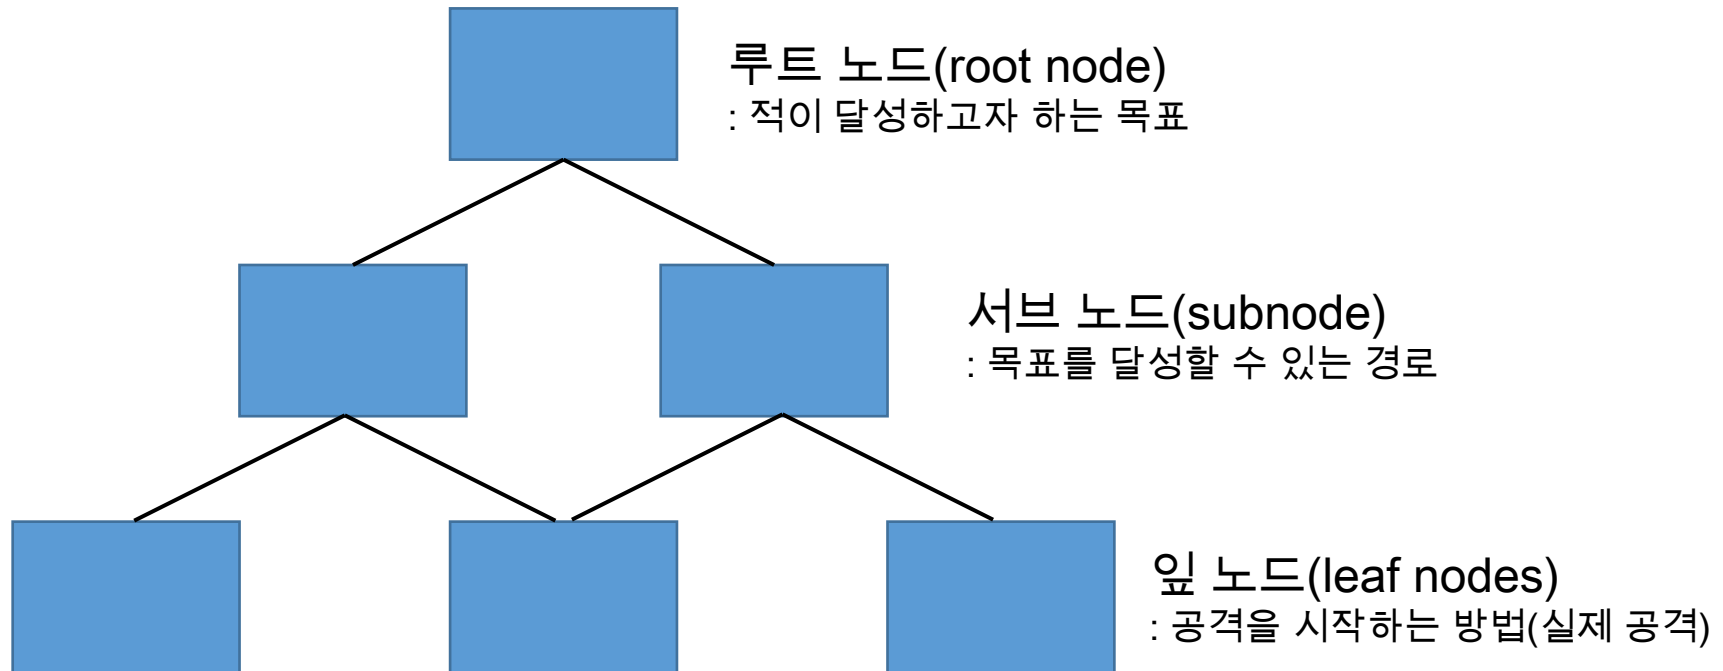 루트 노드(root node)
: 적이 달성하고자 하는 목표
서브 노드(subnode)
: 목표를 달성할 수 있는 경로
잎 노드(leaf nodes)
: 공격을 시작하는 방법(실제 공격)